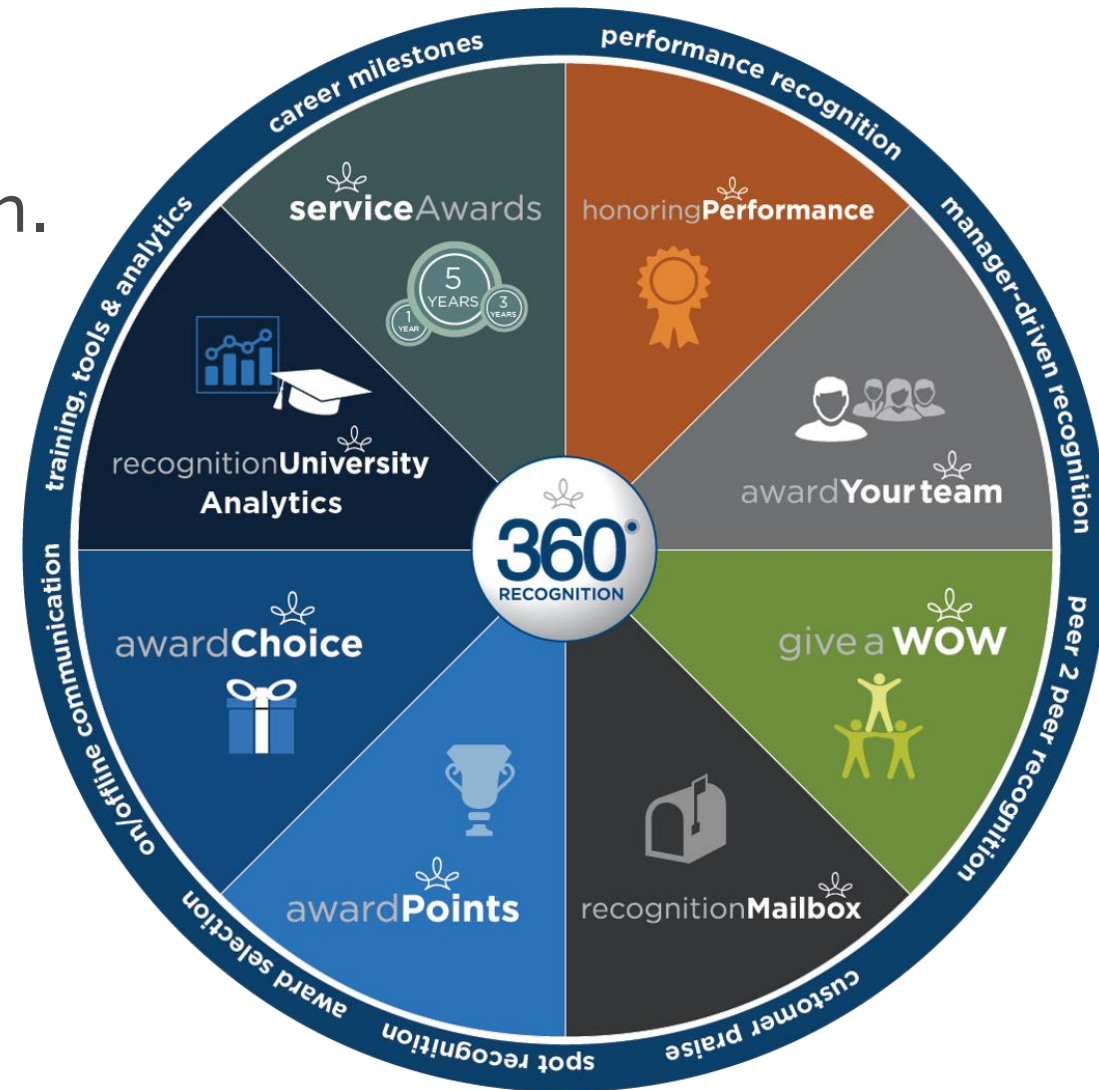 n.
career milestones
performance recognition
manager-driven recognition
peer 2 peer recognition
customer praise
spot recognition
award selection
on/offline communication
training, tools & analytics
serviceAwards
5
YEARS
1
YEAR
3
YEARS
honoringPerformance
awardYourteam
give a WOW
recognitionMailbox
awardPoints
awardChoice
recognitionUniversity
Analytics
360°
RECOGNITION